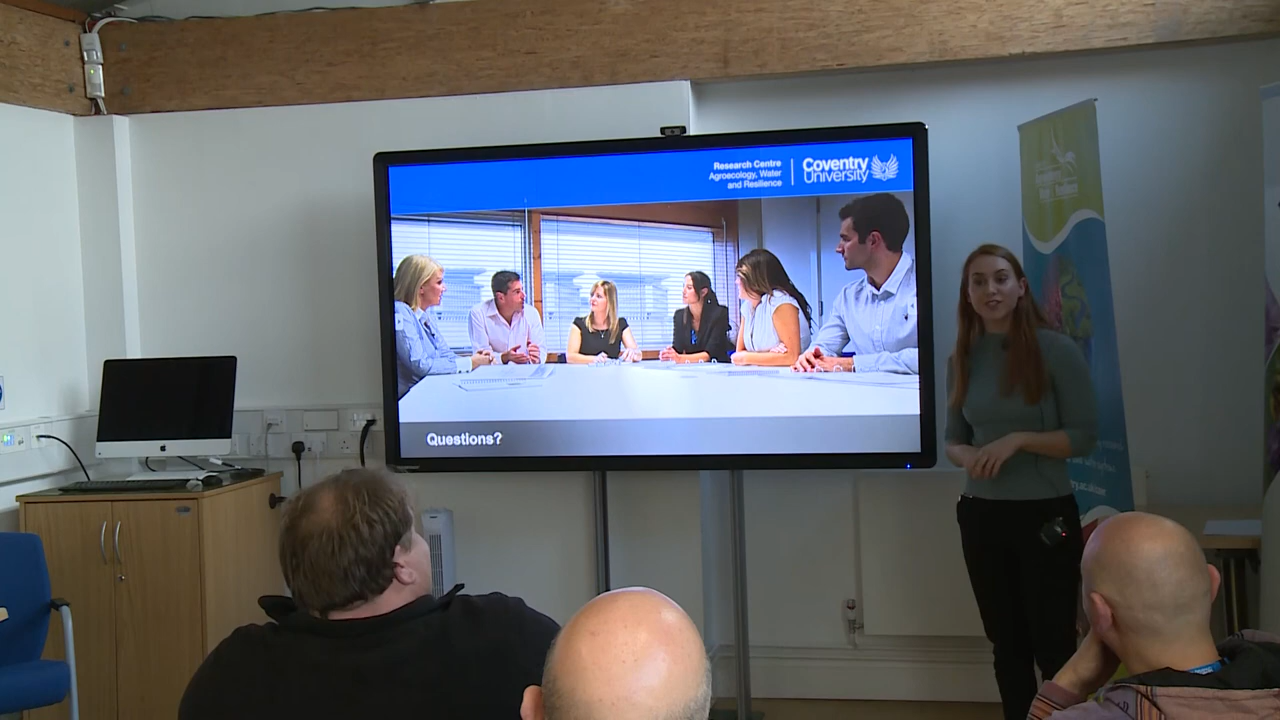 Research Centre
Agroecology, Water
and Resilience
Coventry
University
Questions?